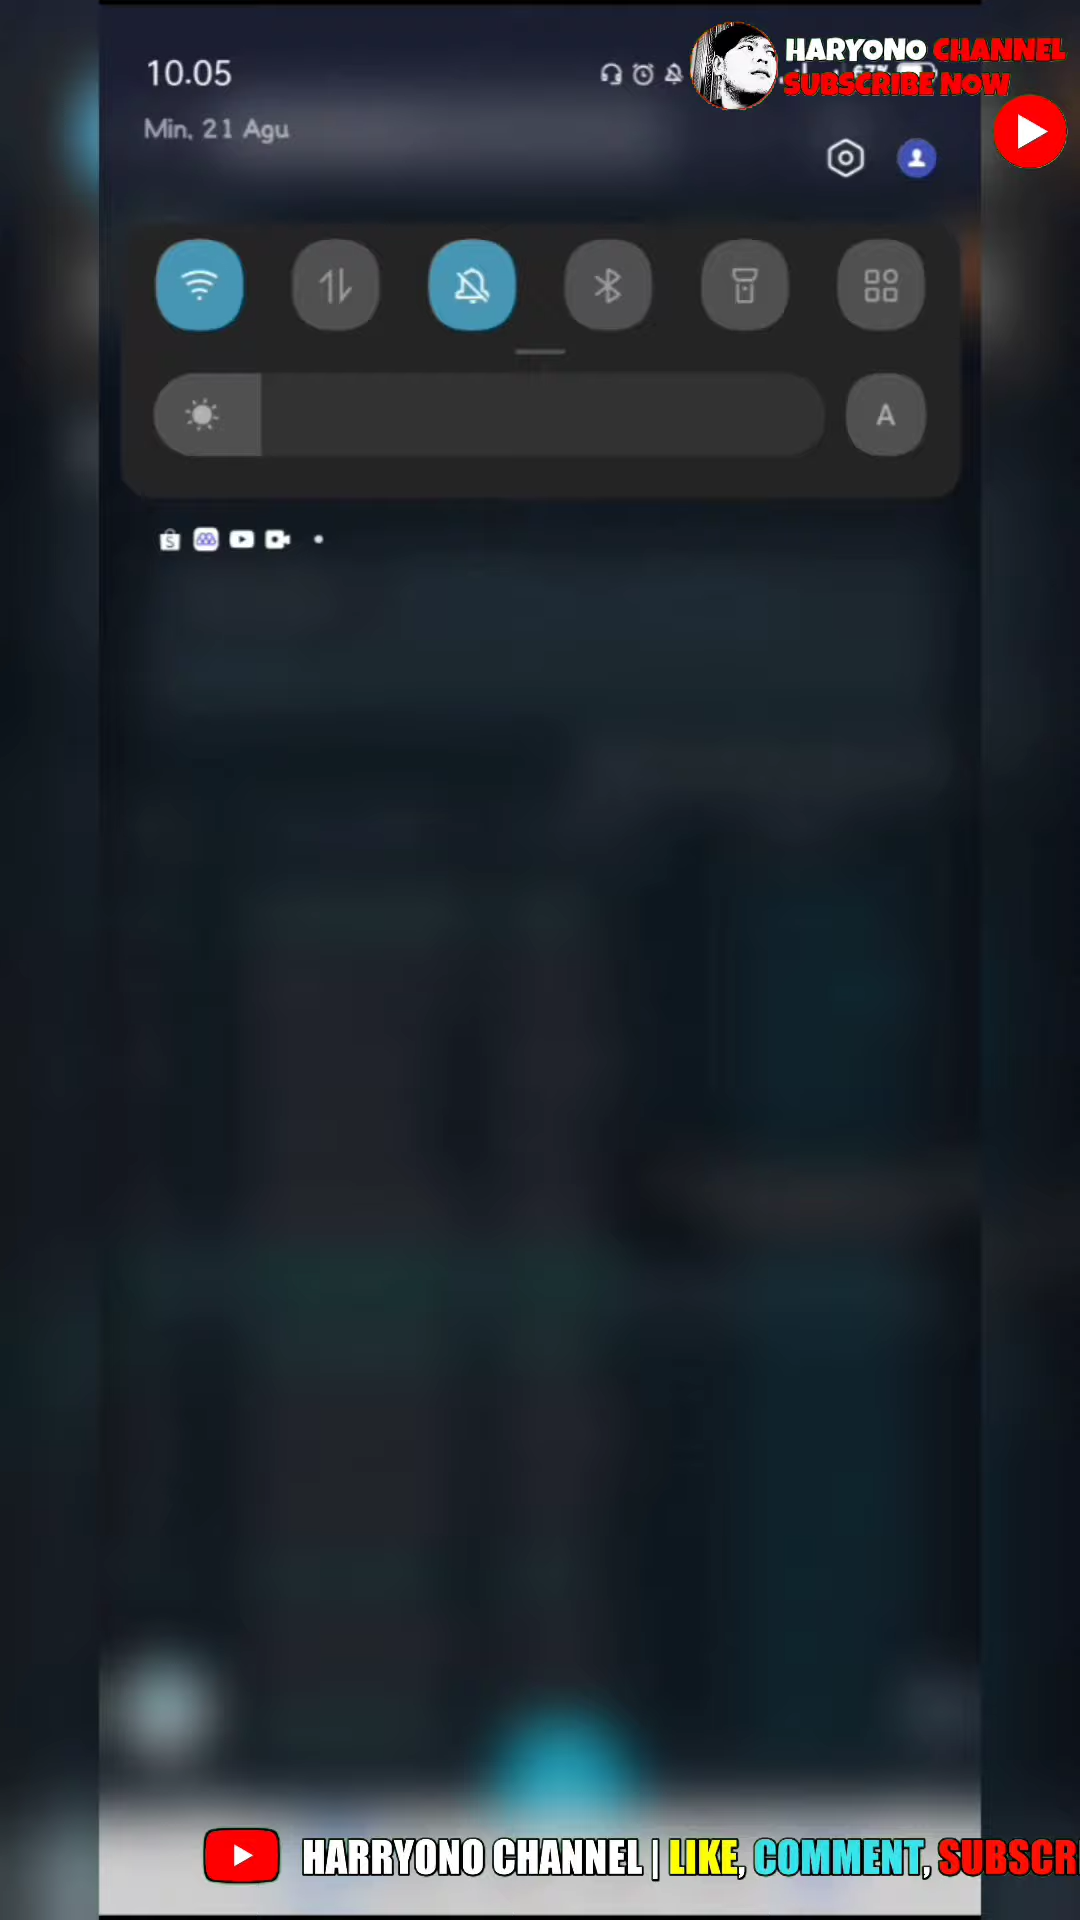 10.05
HARYONO CHANNEL
SUBSCRIBE NOW
Min, 21 Agu
A
HARRYONO CHANNEL | LIKE, COMMENT, SUBSCR